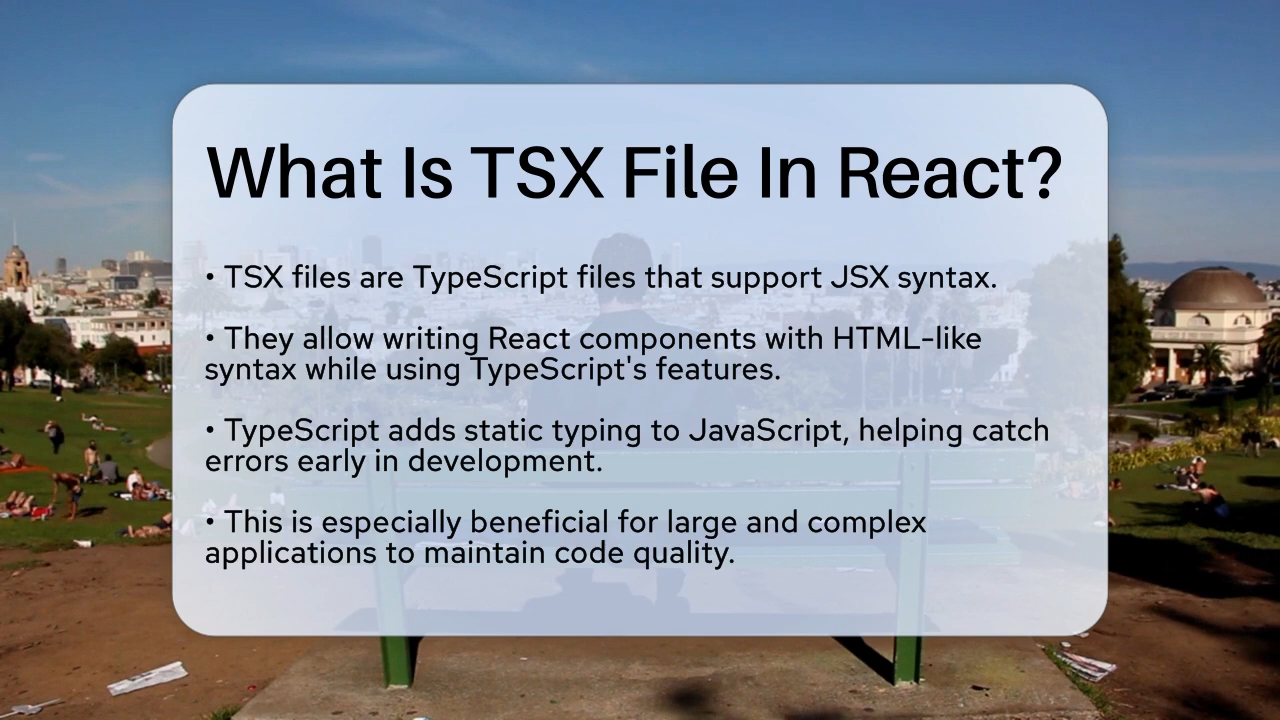 What Is TSX File In React?
• TSX files are TypeScript files that support JSX syntax.
• They allow writing React components with HTML-like
syntax while using TypeScript's features.
• TypeScript adds static typing to JavaScript, helping catch
errors early in development.
• This is especially beneficial for large and complex
applications to maintain code quality.